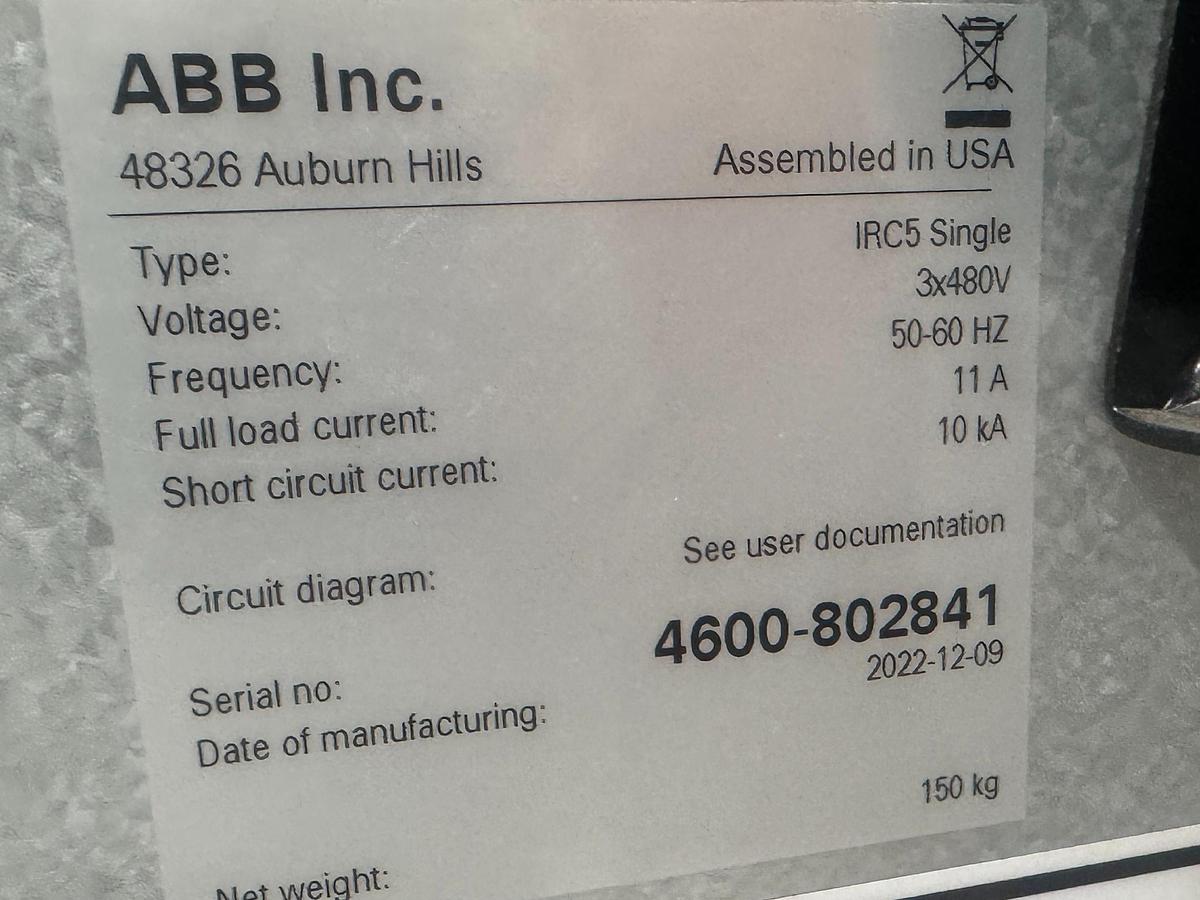 ABB Inc.
48326 Auburn Hills Assembled in USA
Type: IRC5 Single
Voltage: 3x480V
Frequency: 50-60 HZ
Full load current: 11 A
Short circuit current: 10 kA
Circuit diagram: See user documentation
Serial no: 4600-802841
Date of manufacturing: 2022-12-09
Net weight: 150 kg